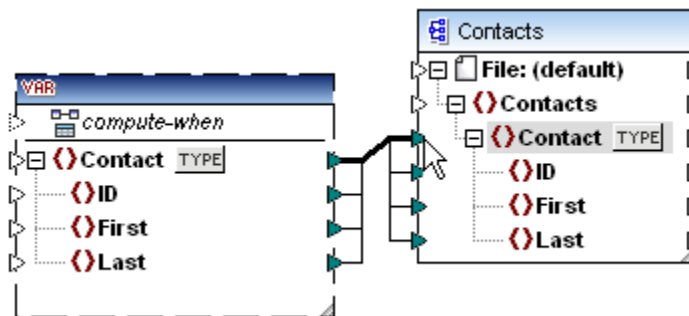 VAR
compute-when
Contact TYPE
ID
First
Last
Contacts
File: (default)
Contacts
Contact TYPE
ID
First
Last